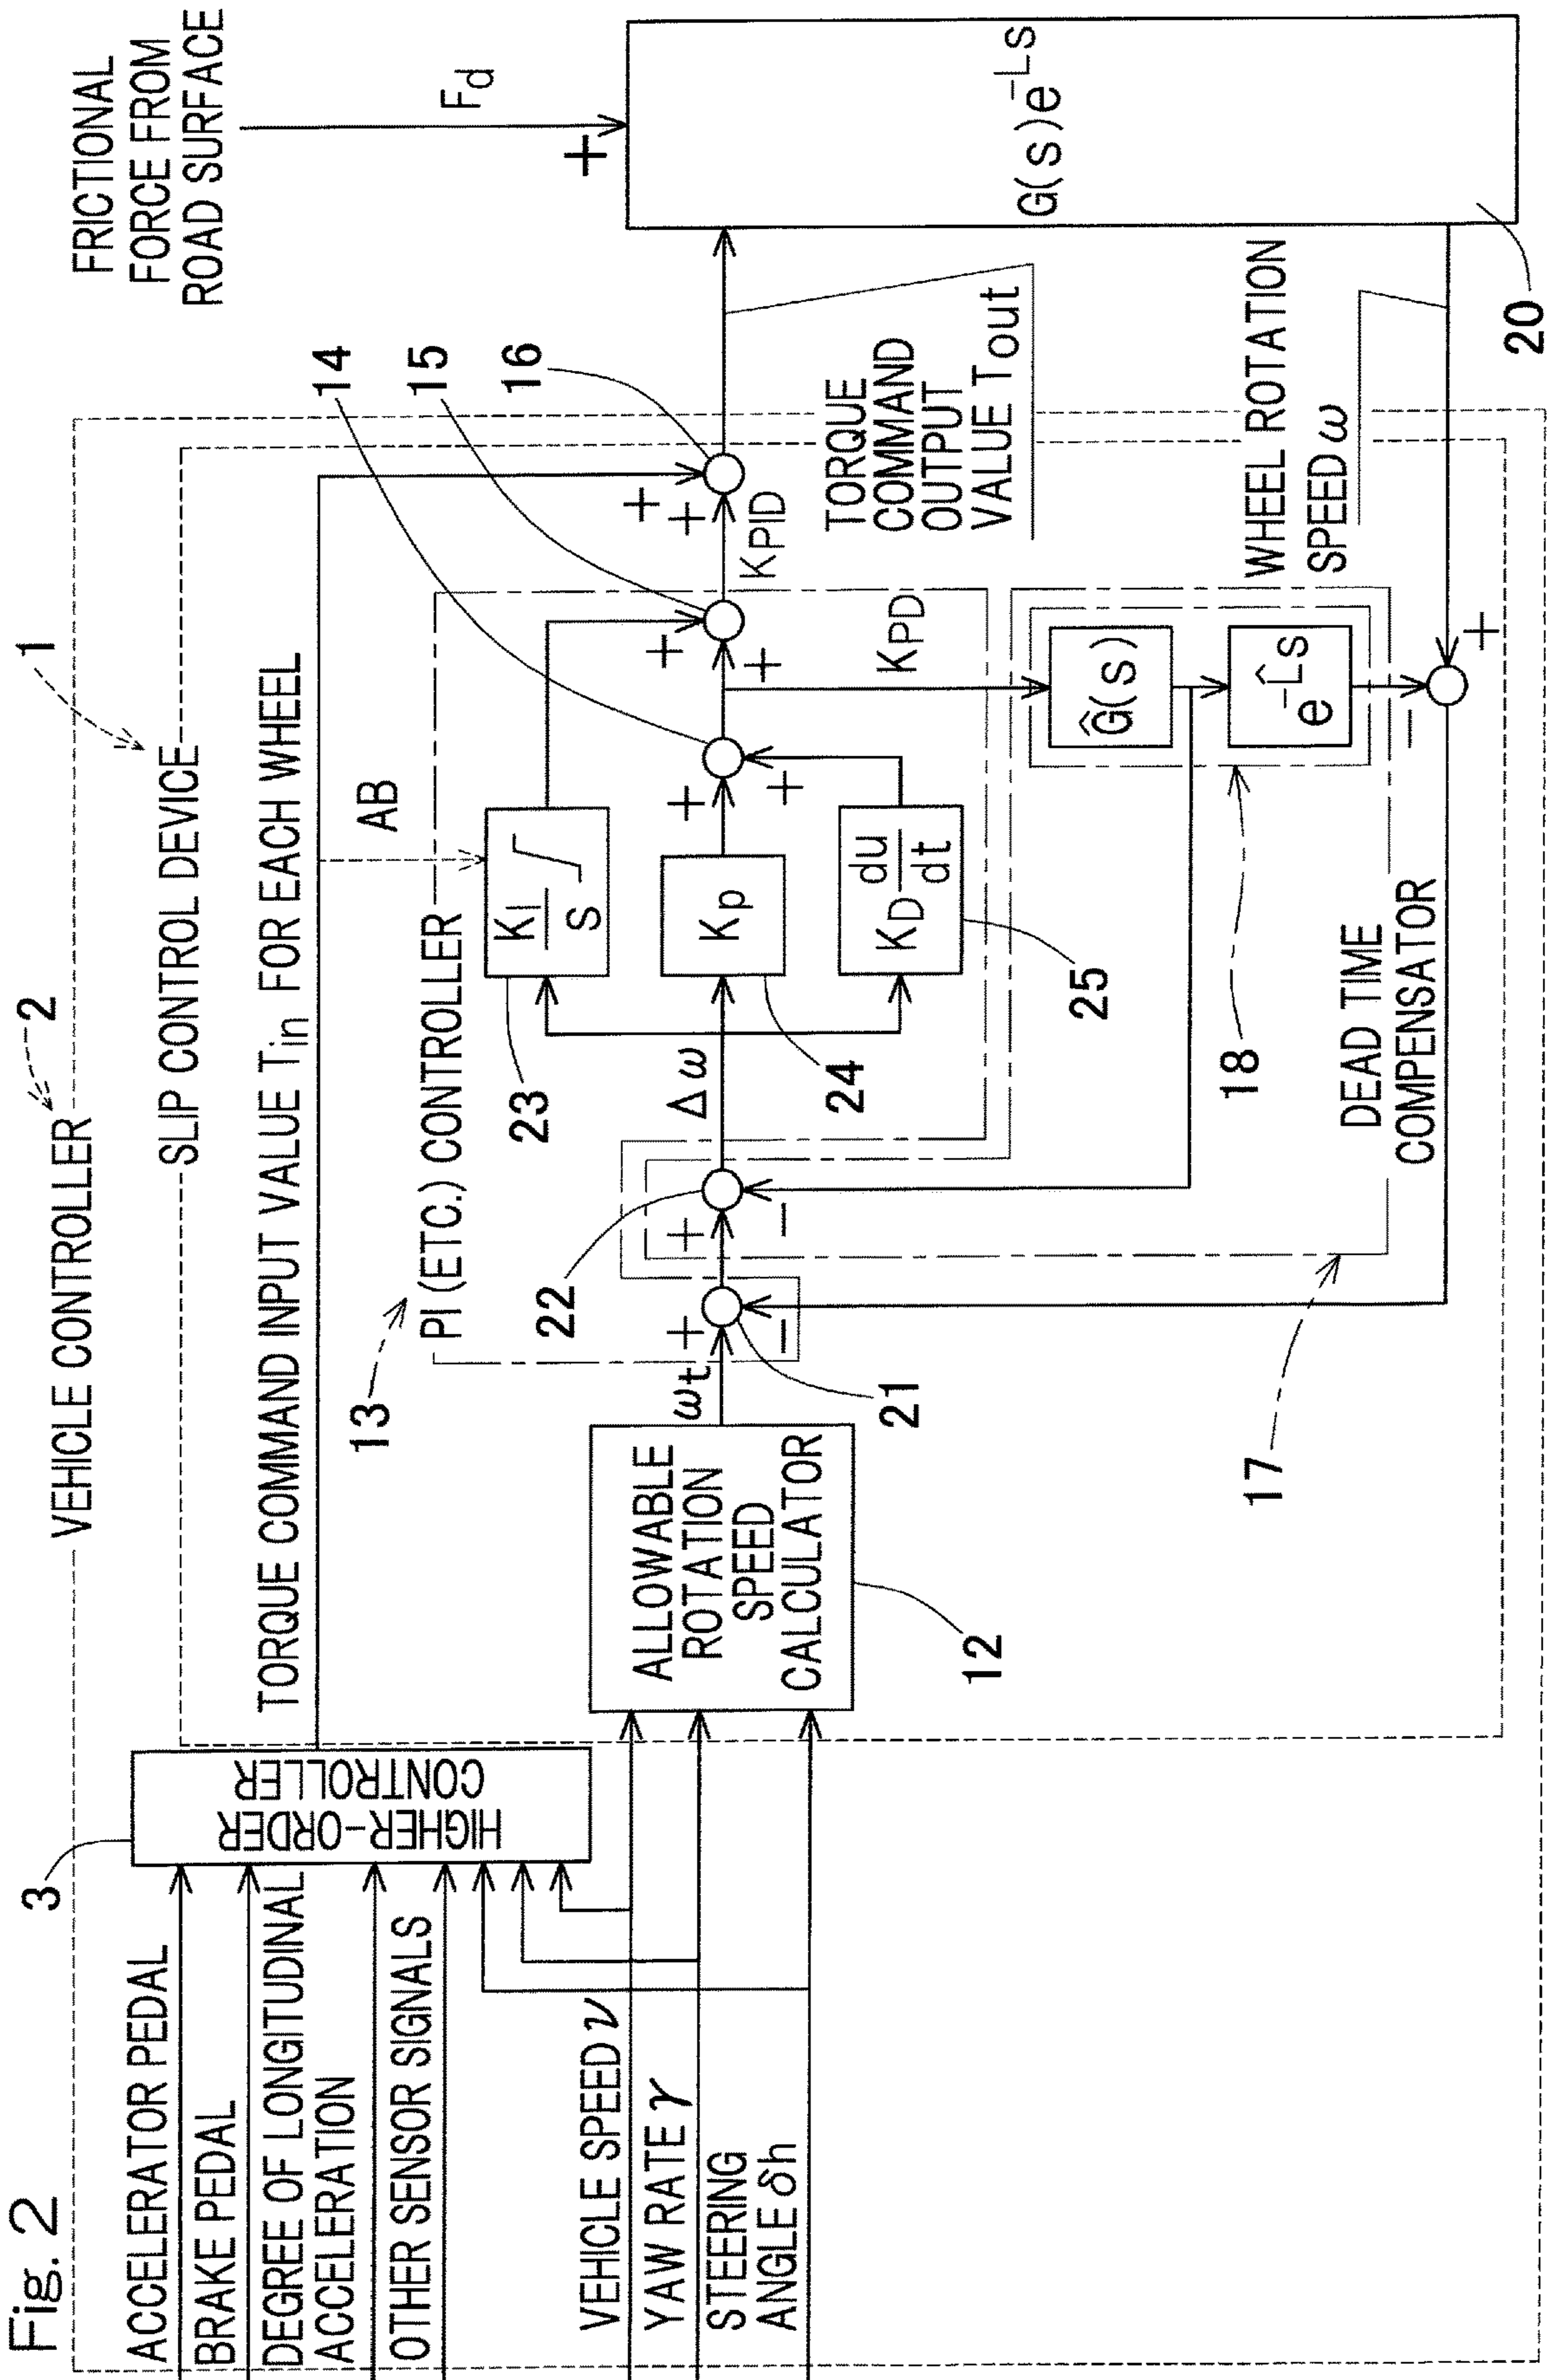 Fig. 2
VEHICLE CONTROLLER
2
SLIP CONTROL DEVICE
1
3
HIGHER-ORDER
CONTROLLER
ACCELERATOR PEDAL
BRAKE PEDAL
DEGREE OF LONGITUDINAL
ACCELERATION
OTHER SENSOR SIGNALS
VEHICLE SPEED ν
YAW RATE γ
STEERING
ANGLE δh
TORQUE COMMAND INPUT VALUE Tin FOR EACH WHEEL
AB
13
PI (ETC.) CONTROLLER
ALLOWABLE
ROTATION
SPEED
CALCULATOR
12
ωt
+
−
21
22
+
−
Δω
23
KI
S
24
Kp
25
KD du
dt
+
+
14
+
+
15
KPD
KPID
+
+
16
TORQUE
COMMAND
OUTPUT
VALUE Tout
FRICTIONAL
FORCE FROM
ROAD SURFACE
Fd
+
G(s)e^-Ls
20
WHEEL ROTATION
SPEED ω
+
−
Ĝ(s)
e^-L̂s
18
DEAD TIME
COMPENSATOR
17